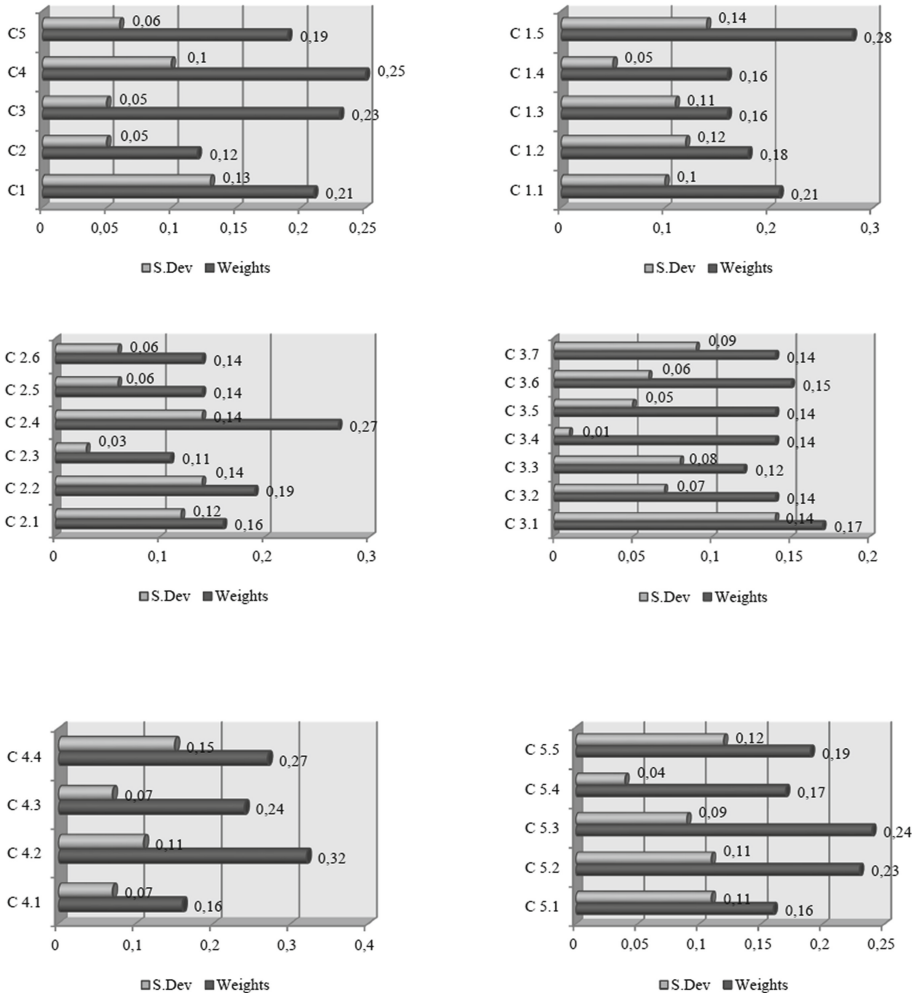 C5 0,06 0,19
C4 0,1 0,25
C3 0,05 0,23
C2 0,05 0,12
C1 0,13 0,21
0 0,05 0,1 0,15 0,2 0,25
S.Dev Weights
C 1.5 0,14 0,28
C 1.4 0,05 0,16
C 1.3 0,11 0,16
C 1.2 0,12 0,18
C 1.1 0,1 0,21
0 0,1 0,2 0,3
S.Dev Weights
C 2.6 0,06 0,14
C 2.5 0,06 0,14
C 2.4 0,14 0,27
C 2.3 0,03 0,11
C 2.2 0,14 0,19
C 2.1 0,12 0,16
0 0,1 0,2 0,3
S.Dev Weights
C 3.7 0,09 0,14
C 3.6 0,06 0,15
C 3.5 0,05 0,14
C 3.4 0,01 0,14
C 3.3 0,08 0,12
C 3.2 0,07 0,14
C 3.1 0,14 0,17
0 0,05 0,1 0,15 0,2
S.Dev Weights
C 4.4 0,15 0,27
C 4.3 0,07 0,24
C 4.2 0,11 0,32
C 4.1 0,07 0,16
0 0,1 0,2 0,3 0,4
S.Dev Weights
C 5.5 0,12 0,19
C 5.4 0,04 0,17
C 5.3 0,09 0,24
C 5.2 0,11 0,23
C 5.1 0,11 0,16
0 0,05 0,1 0,15 0,2 0,25
S.Dev Weights